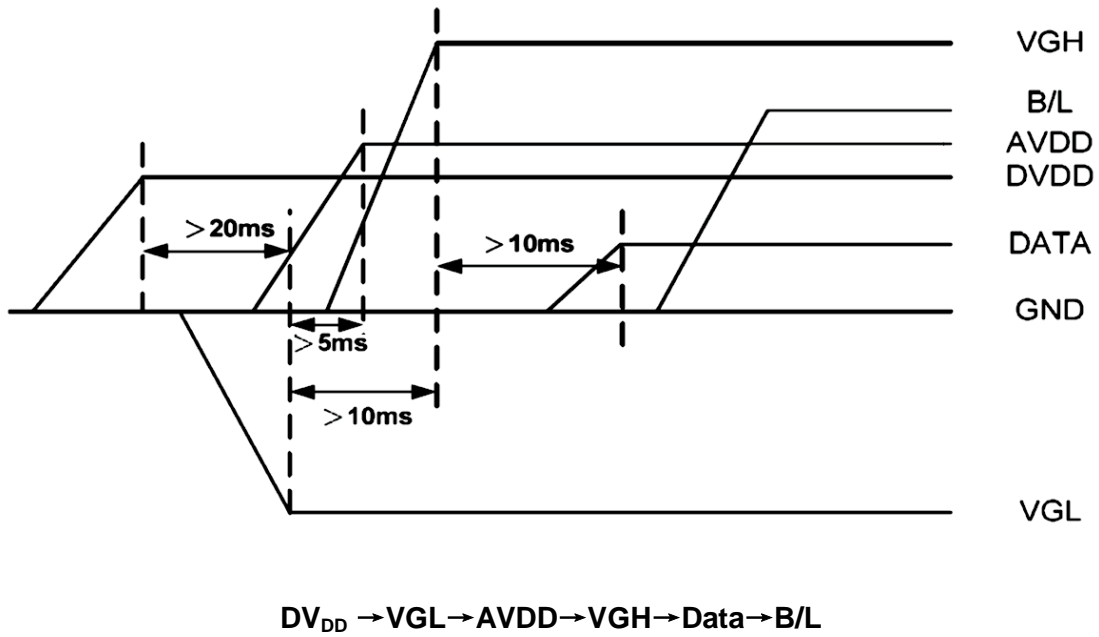 VGH
B/L
AVDD
DVDD
>20ms
>10ms
DATA
GND
>5ms
>10ms
VGL
DVDD →VGL→AVDD→VGH→Data→B/L